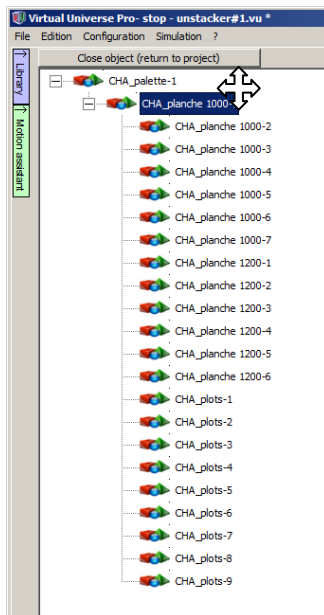 Virtual Universe Pro- stop - unstacker#1.vu *
File Edition Configuration Simulation ?
Close object (return to project)
Library
Motion assistant
CHA_palette-1
CHA_planche 1000-
CHA_planche 1000-2
CHA_planche 1000-3
CHA_planche 1000-4
CHA_planche 1000-5
CHA_planche 1000-6
CHA_planche 1000-7
CHA_planche 1200-1
CHA_planche 1200-2
CHA_planche 1200-3
CHA_planche 1200-4
CHA_planche 1200-5
CHA_planche 1200-6
CHA_plots-1
CHA_plots-2
CHA_plots-3
CHA_plots-4
CHA_plots-5
CHA_plots-6
CHA_plots-7
CHA_plots-8
CHA_plots-9